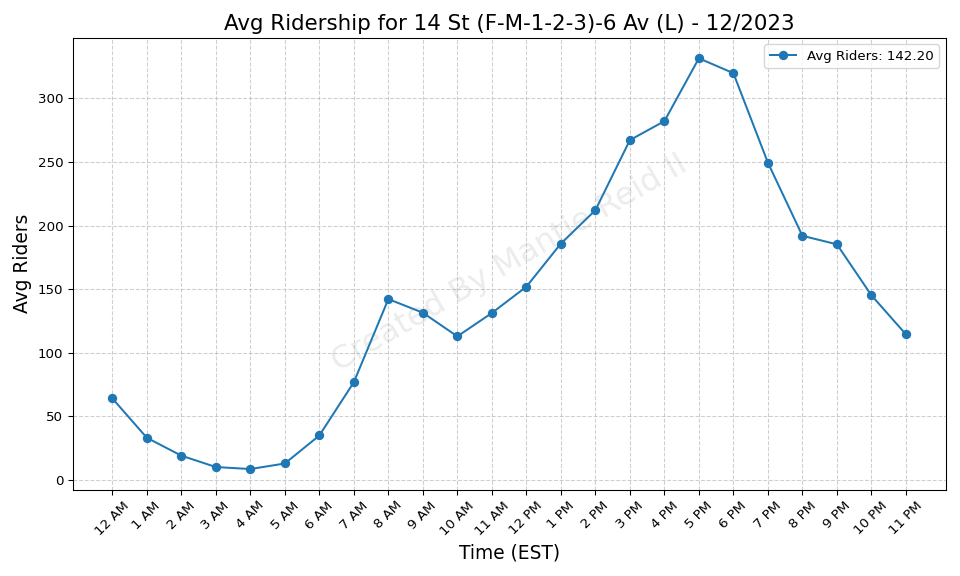 Avg Ridership for 14 St (F-M-1-2-3)-6 Av (L) - 12/2023
Avg Riders: 142.20
Avg Riders
300
250
200
150
100
50
0
Created By Mantie Reid II
12 AM
1 AM
2 AM
3 AM
4 AM
5 AM
6 AM
7 AM
8 AM
9 AM
10 AM
11 AM
12 PM
1 PM
2 PM
3 PM
4 PM
5 PM
6 PM
7 PM
8 PM
9 PM
10 PM
11 PM
Time (EST)